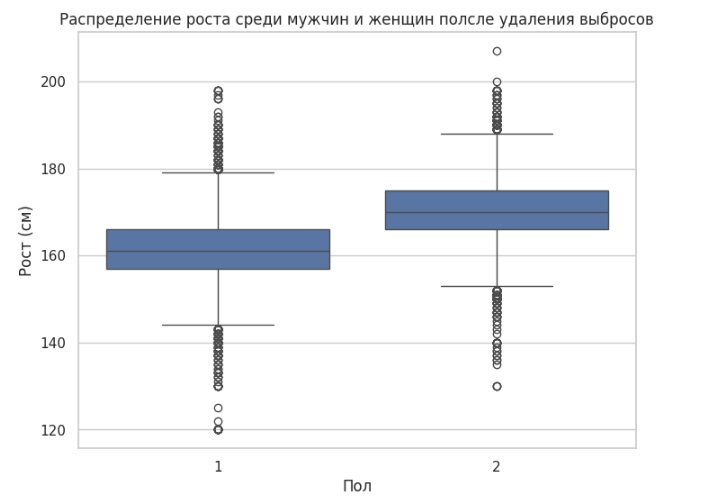 Распределение роста среди мужчин и женщин полсле удаления выбросов
200
180
160
140
120
Рост (см)
1
2
Пол